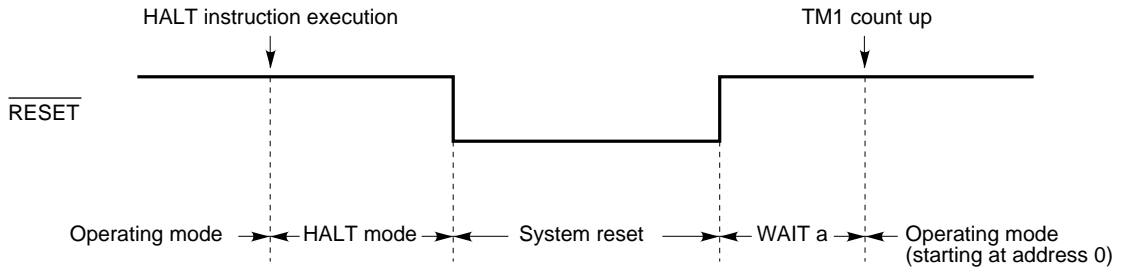 HALT instruction execution
TM1 count up
RESET
Operating mode
HALT mode
System reset
WAIT a
Operating mode
(starting at address 0)